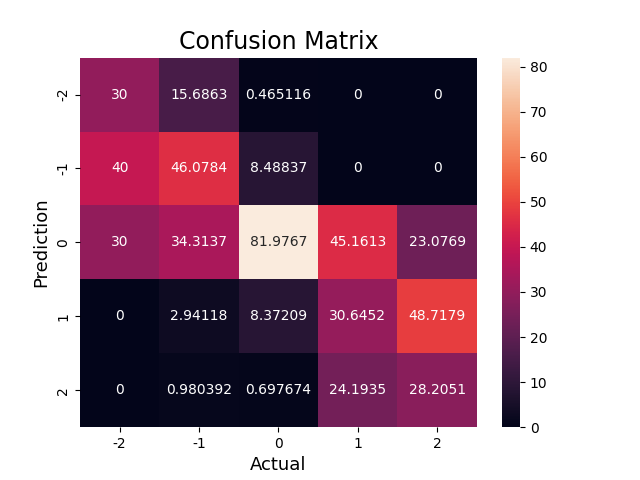 Confusion Matrix
-2 30 15.6863 0.465116 0 0
-1 40 46.0784 8.48837 0 0
0 30 34.3137 81.9767 45.1613 23.0769
1 0 2.94118 8.37209 30.6452 48.7179
2 0 0.980392 0.697674 24.1935 28.2051
-2 -1 0 1 2
Prediction
Actual
80
70
60
50
40
30
20
10
0